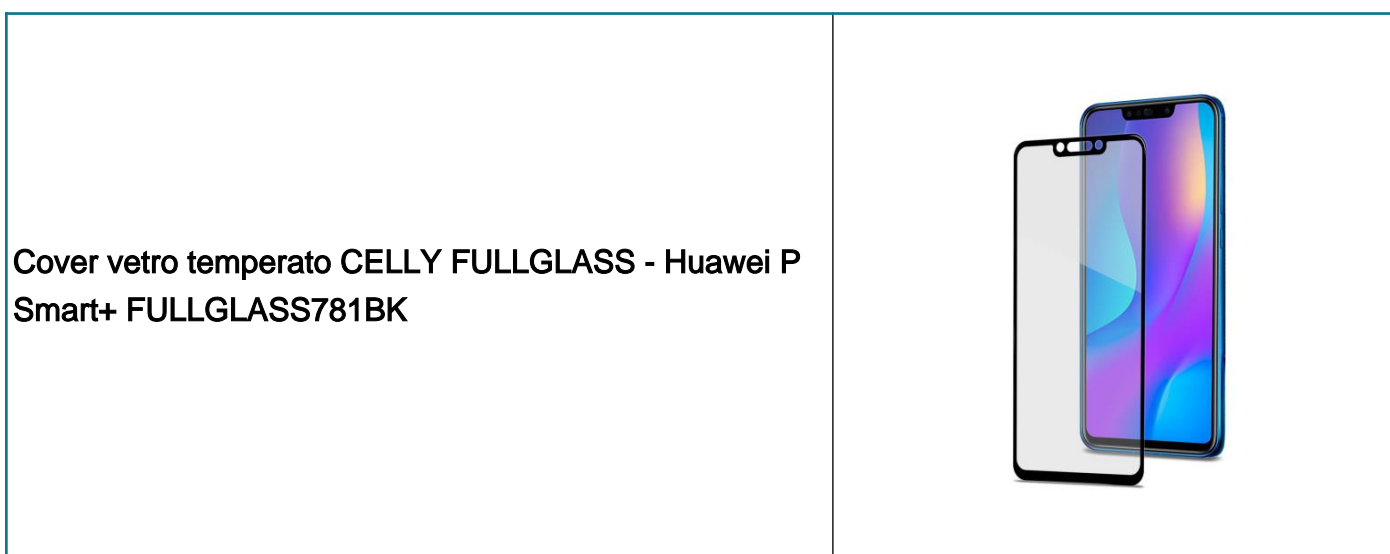 Cover vetro temperato CELLY FULLGLASS - Huawei P
Smart+ FULLGLASS781BK